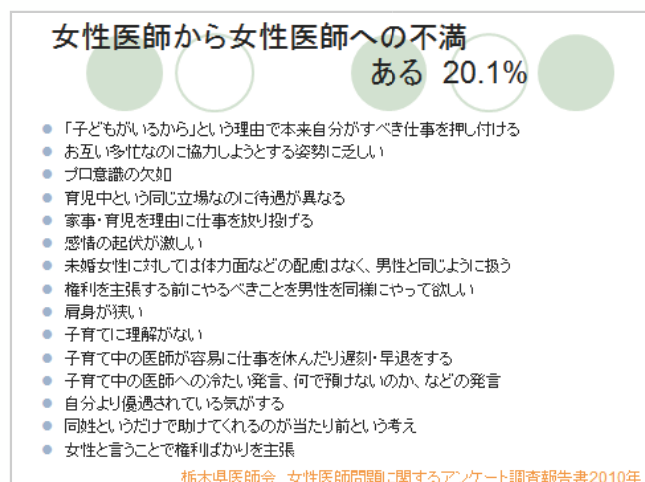 女性医師から女性医師への不満
ある 20.1%
● 「子どもがいるから」という理由で本来自分がすべき仕事を押し付ける
● お互い多忙なのに協力しようとする姿勢に乏しい
● プロ意識の欠如
● 育児中という同じ立場なのに待遇が異なる
● 家事・育児を理由に仕事を放り投げる
● 感情の起伏が激しい
● 未婚女性に対しては体力面などの配慮はなく、男性と同じように扱う
● 権利を主張する前にやるべきことを男性を同様にやって欲しい
● 肩身が狭い
● 子育てに理解がない
● 子育て中の医師が容易に仕事を休んだり遅刻・早退をする
● 子育て中の医師への冷たい発言、何で預けないのか、などの発言
● 自分より優遇されている気がする
● 同姓というだけで助けてくれるのが当たり前という考え
● 女性と言うことで権利ばかりを主張
栃木県医師会 女性医師問題に関するアンケート調査報告書2010年